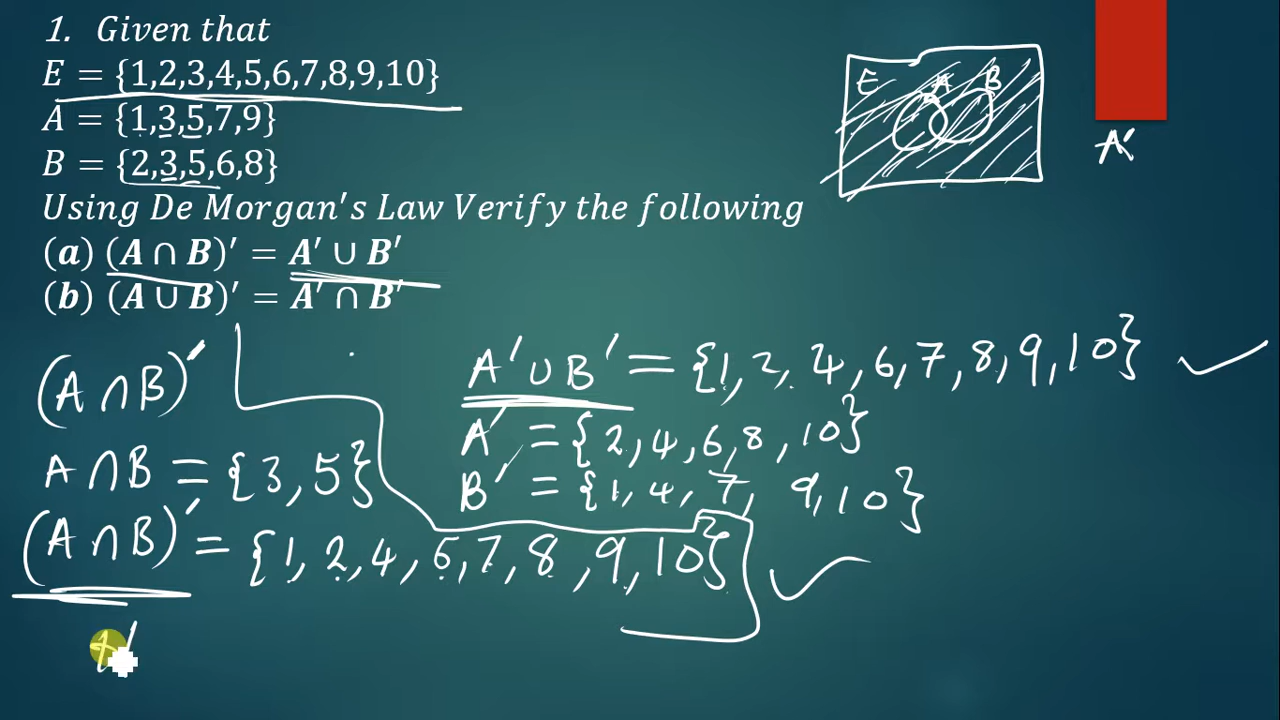 1. Given that
E = {1,2,3,4,5,6,7,8,9,10}
A = {1,3,5,7,9}
B = {2,3,5,6,8}
Using De Morgan's Law Verify the following
(a) (A ∩ B)′ = A′ ∪ B′
(b) (A ∪ B)′ = A′ ∩ B′
E A B
A′
(A ∩ B)′
A ∩ B = {3, 5}
(A ∩ B)′ = {1, 2, 4, 6, 7, 8, 9, 10}
A′ ∪ B′ = {1, 2, 4, 6, 7, 8, 9, 10}
A′ = {2, 4, 6, 8, 10}
B′ = {1, 4, 7, 9, 10}